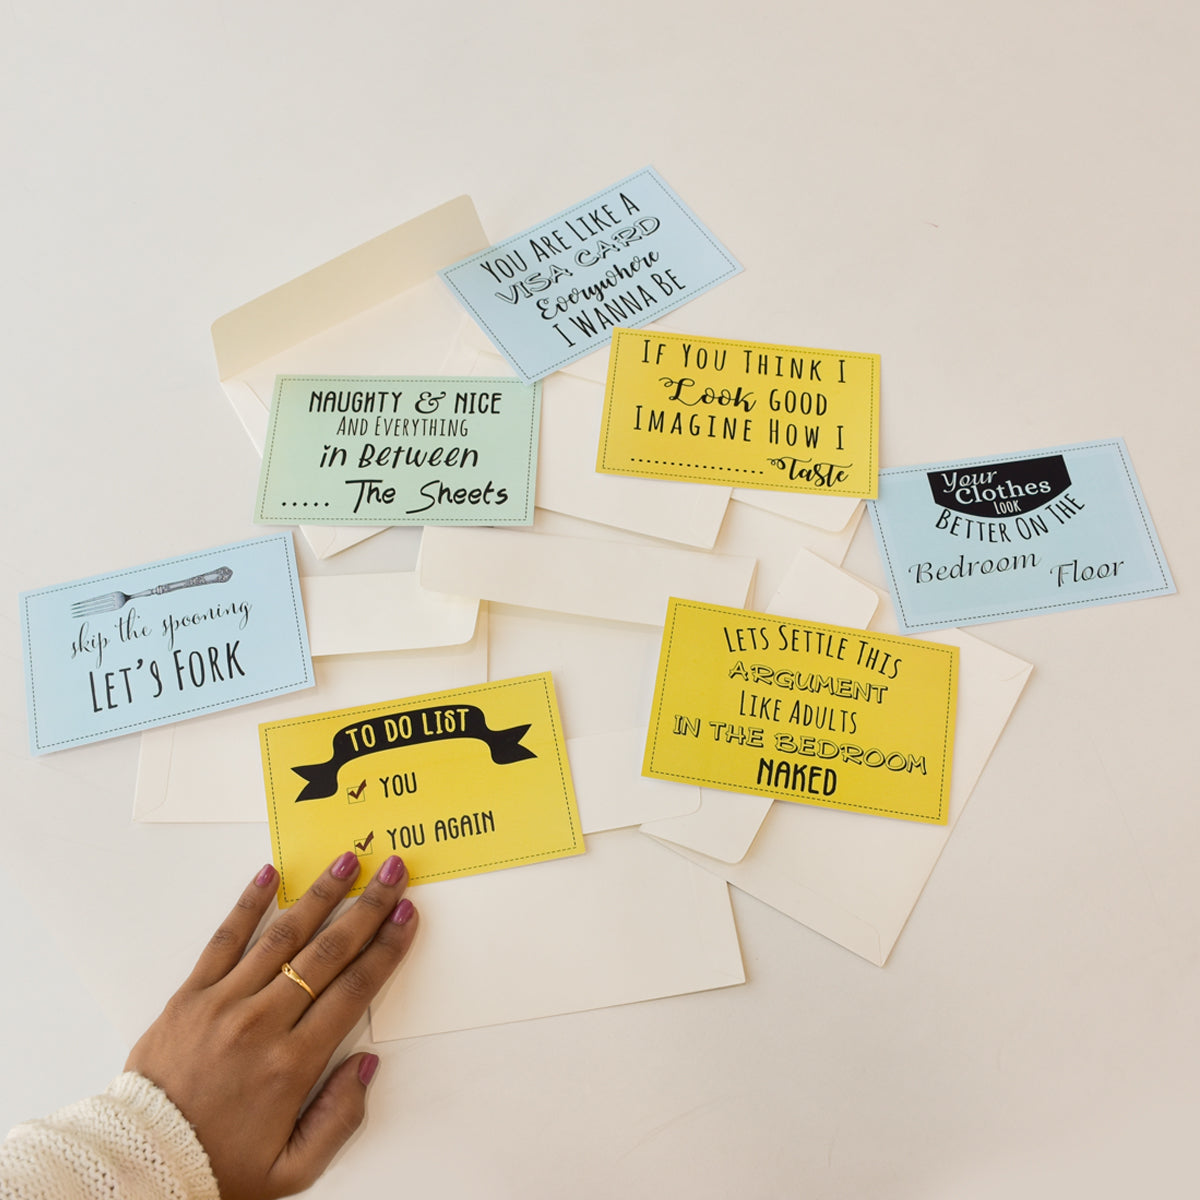 YOU ARE LIKE A
VISA CARD
Everywhere
I WANNA BE
IF YOU THINK I
Look GOOD
IMAGINE HOW I
................. Taste
NAUGHTY & NICE
AND EVERYTHING
in Between
..... The Sheets
Your
Clothes
LOOK
BETTER ON THE
Bedroom Floor
skip the spooning
LET'S FORK
LETS SETTLE THIS
ARGUMENT
LIKE ADULTS
IN THE BEDROOM
NAKED
TO DO LIST
YOU
YOU AGAIN